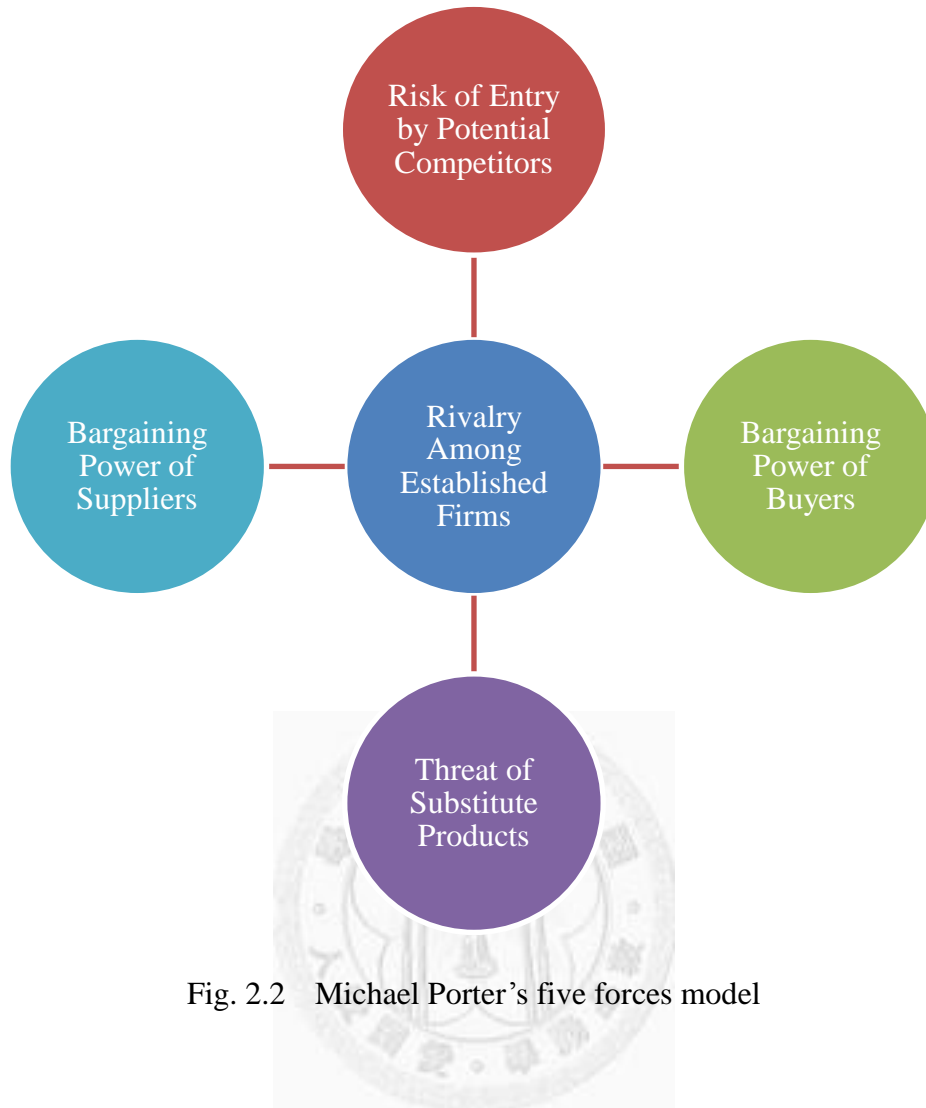 Risk of Entry
by Potential
Competitors
Bargaining
Power of
Suppliers
Rivalry
Among
Established
Firms
Bargaining
Power of
Buyers
Threat of
Substitute
Products
Fig. 2.2 Michael Porter’s five forces model